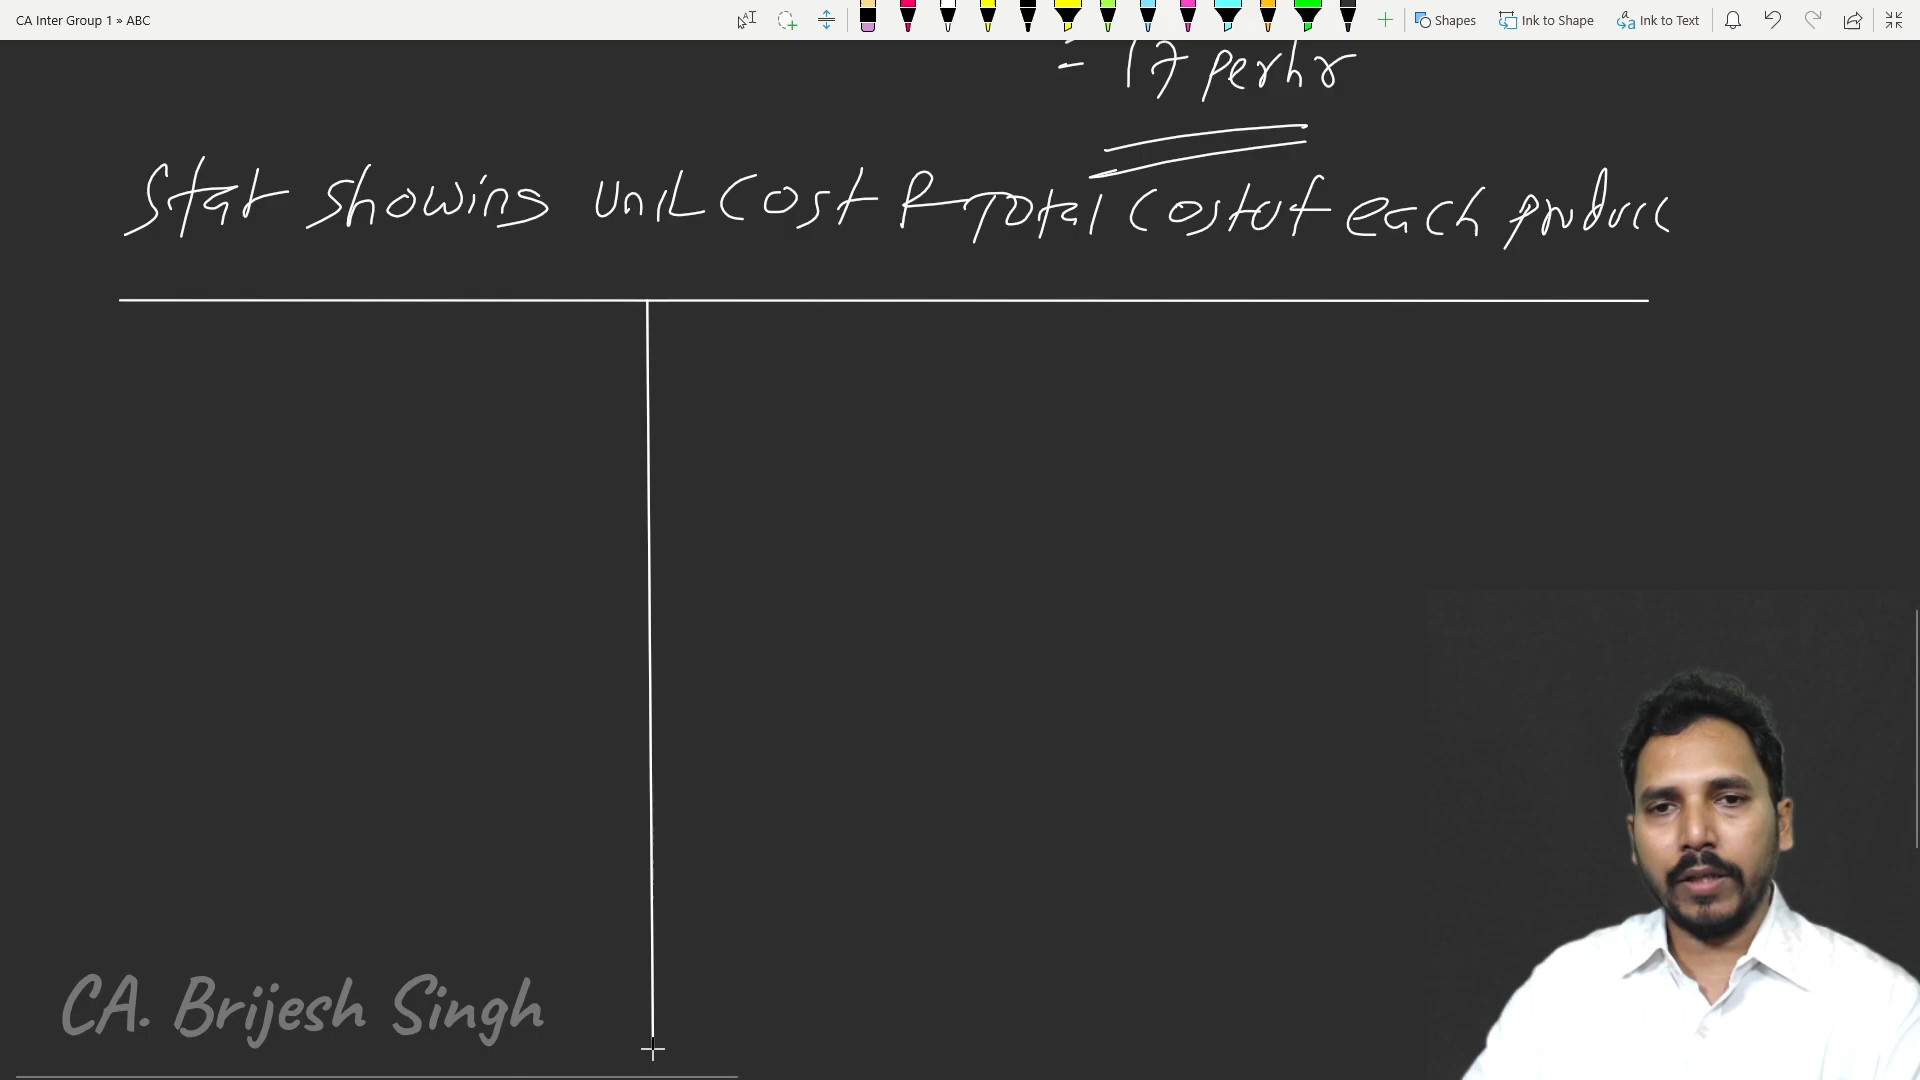 CA Inter Group 1 » ABC
Shapes
Ink to Shape
Ink to Text
= 17 per hr
Stat showing unit Cost & Total Cost of each product
CA. Brijesh Singh